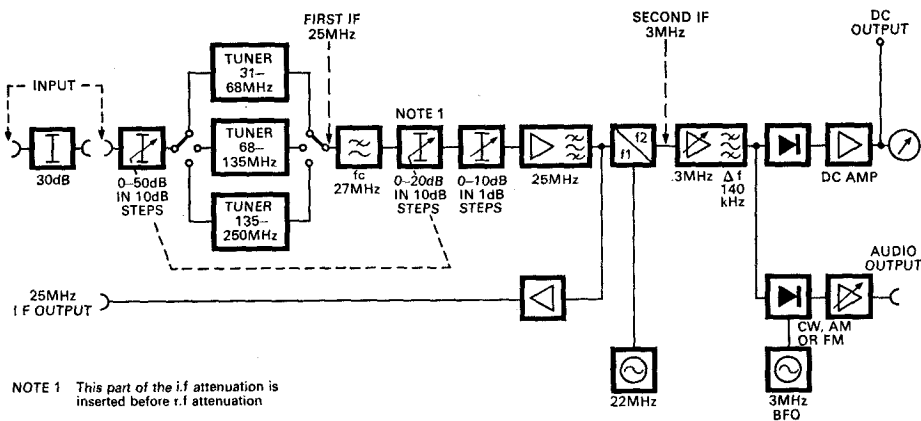 FIRST IF
25MHz
SECOND IF
3MHz
DC
OUTPUT
INPUT
TUNER
31–
68MHz
TUNER
68–
135MHz
TUNER
135–
250MHz
NOTE 1
30dB
0–50dB
IN 10dB
STEPS
fc
27MHz
0–20dB
IN 10dB
STEPS
0–10dB
IN 1dB
STEPS
25MHz
f2
f1
3MHz
Δf
140
kHz
DC AMP
AUDIO
OUTPUT
25MHz
I F OUTPUT
CW, AM
OR FM
22MHz
3MHz
BFO
NOTE 1 This part of the i.f attenuation is
inserted before r.f attenuation